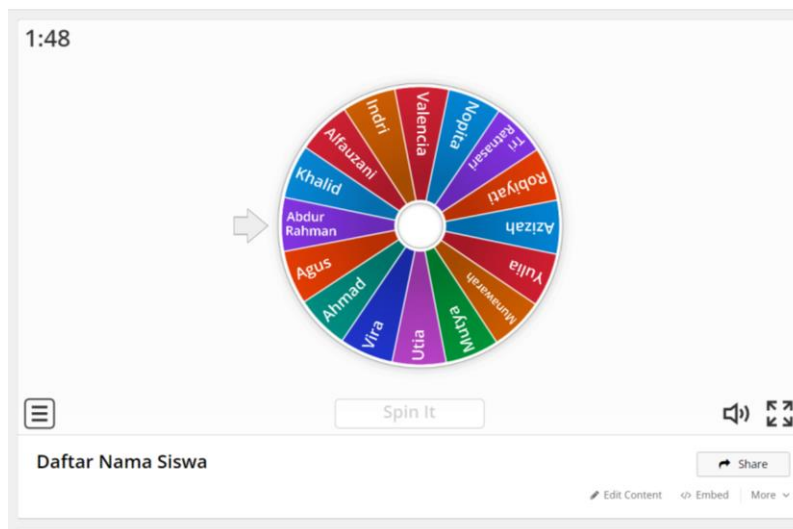 1:48
Valencia
Nopita
Tri
Ratnasari
Robiyati
Azizah
Yulia
Munawarah
Mutya
Utia
Vira
Ahmad
Agus
Abdur
Rahman
Khalid
Alfauzani
Indri
Spin It
Daftar Nama Siswa
Share
Edit Content
Embed
More